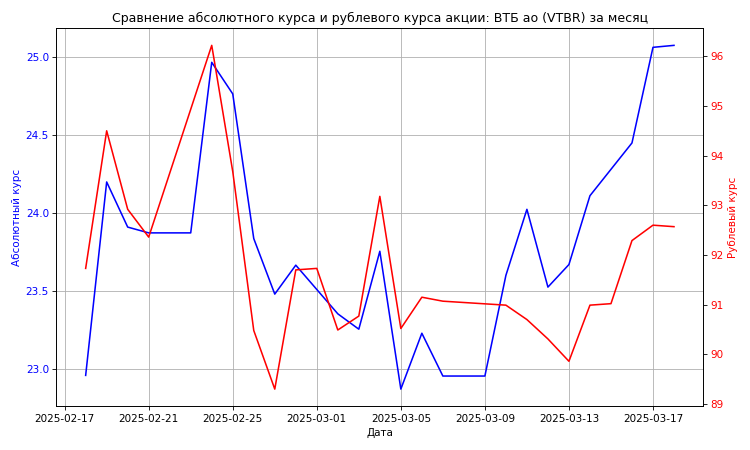 Сравнение абсолютного курса и рублевого курса акции: ВТБ ао (VTBR) за месяц
25.0
24.5
24.0
23.5
23.0
Абсолютный курс
96
95
94
93
92
91
90
89
Рублевый курс
2025-02-17 2025-02-21 2025-02-25 2025-03-01 2025-03-05 2025-03-09 2025-03-13 2025-03-17
Дата